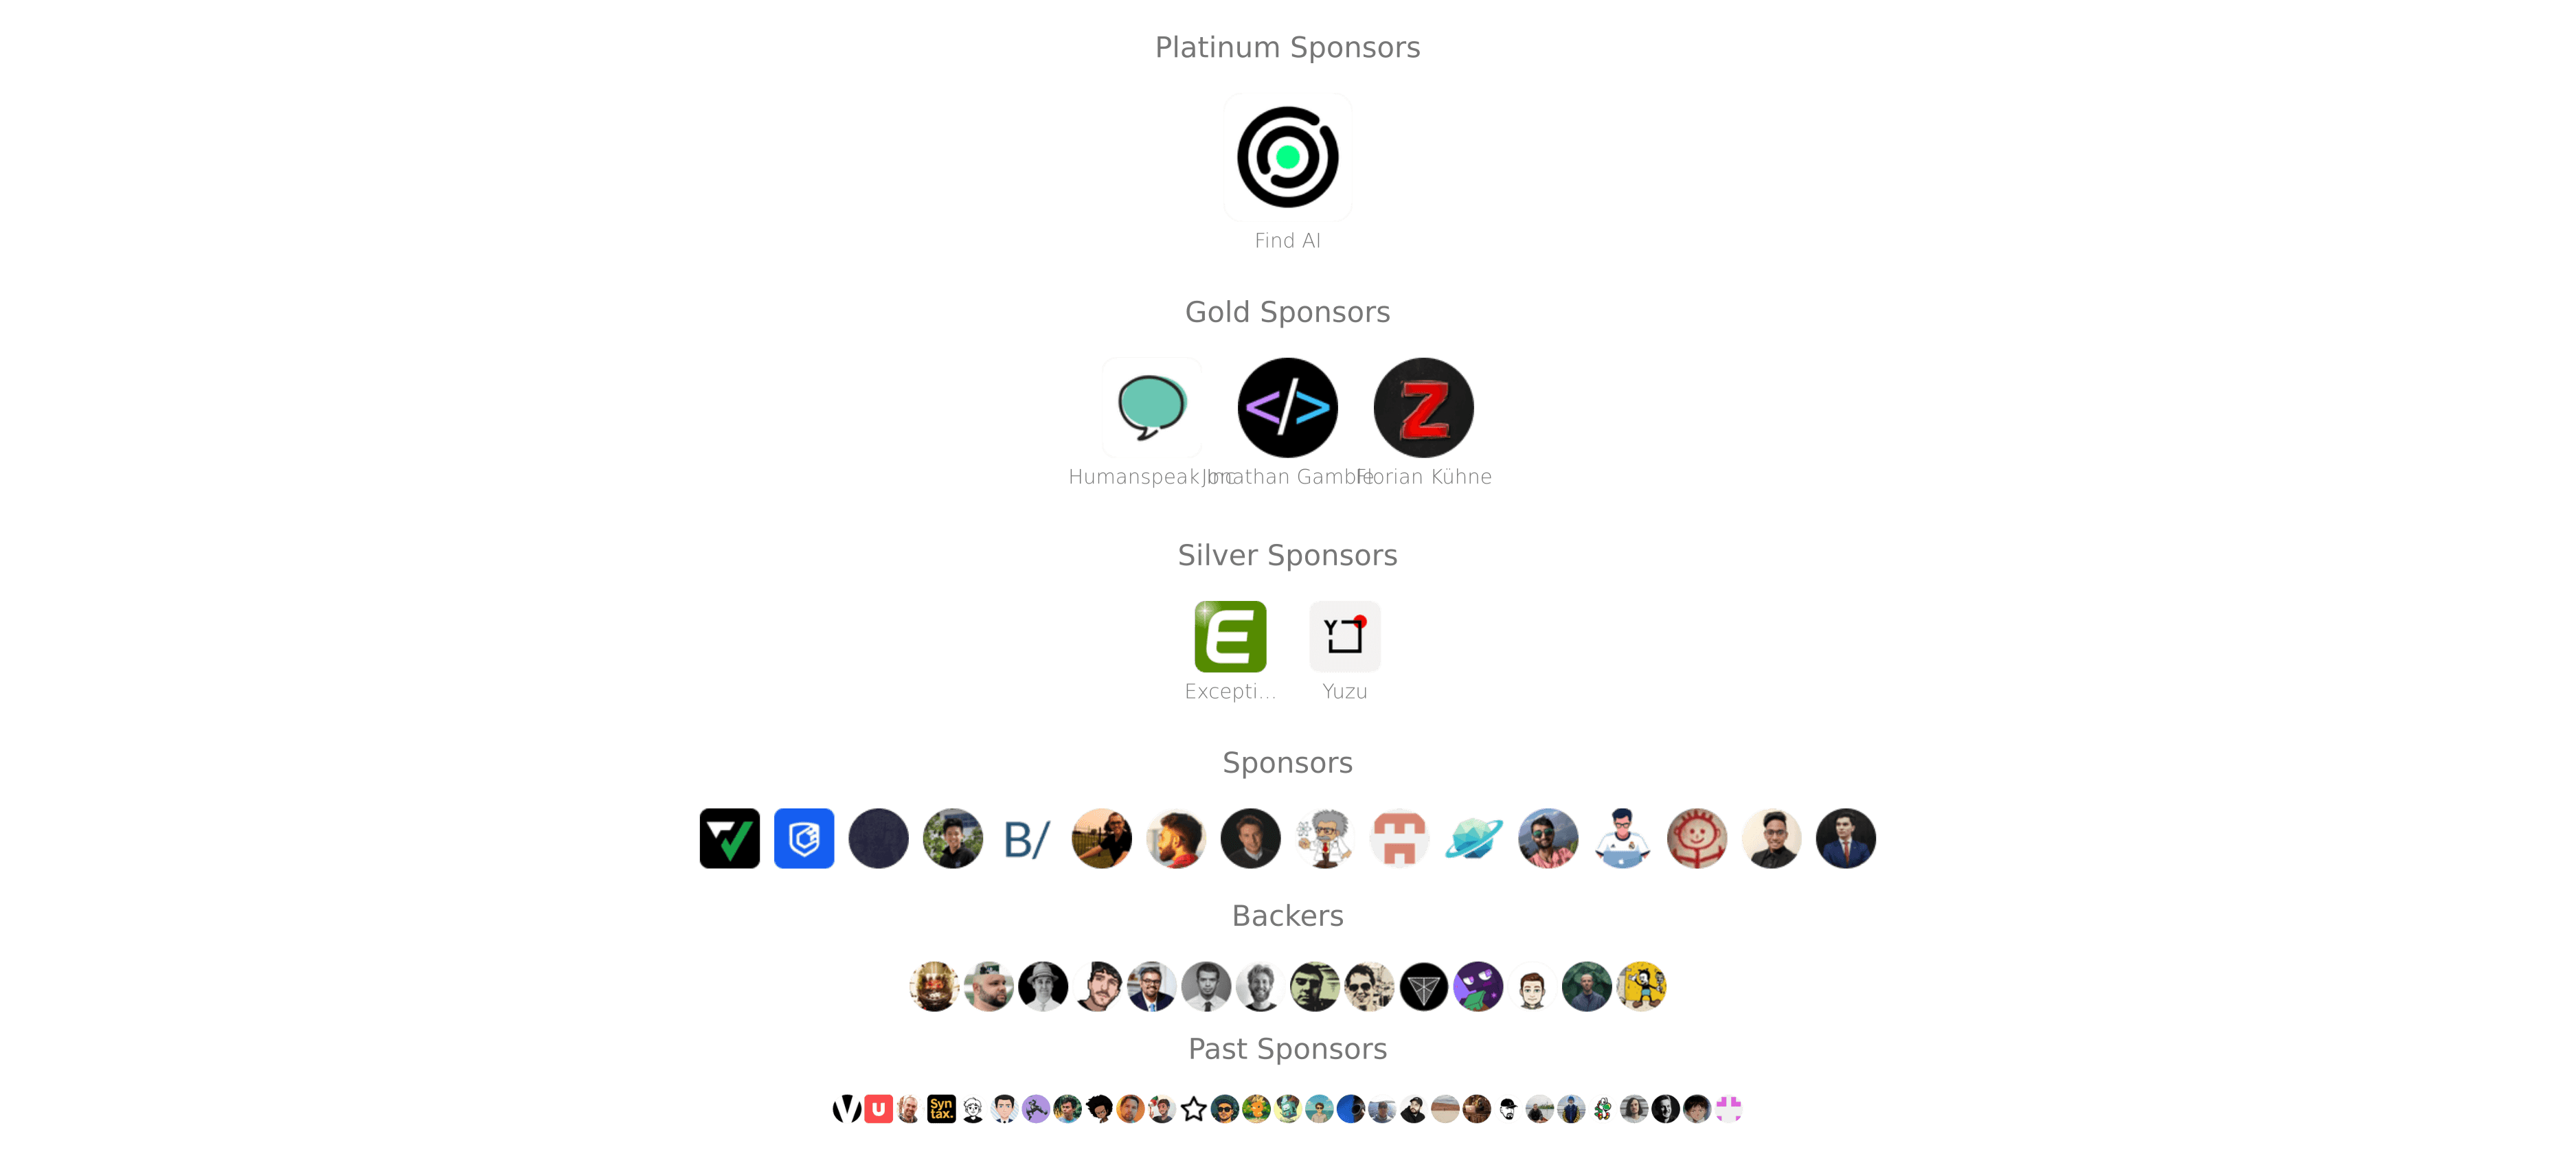 Platinum Sponsors
Find AI
Gold Sponsors
Humanspeak Inc Jonathan Gamble Florian Kühne
Silver Sponsors
E Y
Excepti... Yuzu
Sponsors
B/
Backers
Past Sponsors
U Syn
tax.